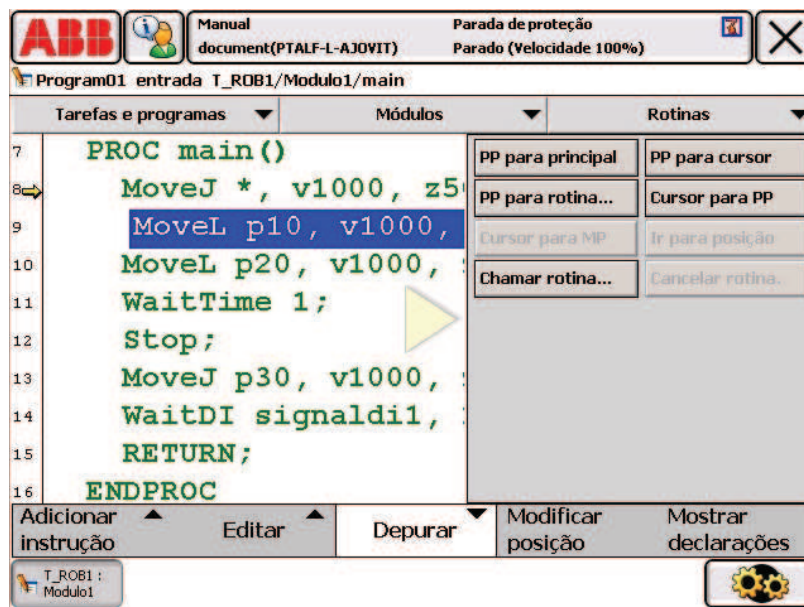 ABB
Manual
document(PTALF-L-AJOVIT)
Parada de proteção
Parado (Velocidade 100%)
Program01 entrada T_ROB1/Modulo1/main
Tarefas e programas
Módulos
Rotinas
7 PROC main()
8 MoveJ *, v1000, z5
9 MoveL p10, v1000,
10 MoveL p20, v1000,
11 WaitTime 1;
12 Stop;
13 MoveJ p30, v1000,
14 WaitDI signaldi1,
15 RETURN;
16 ENDPROC
PP para principal
PP para cursor
PP para rotina...
Cursor para PP
Cursor para MP
Ir para posição
Chamar rotina...
Cancelar rotina.
Adicionar instrução
Editar
Depurar
Modificar posição
Mostrar declarações
T_ROB1 :
Modulo1